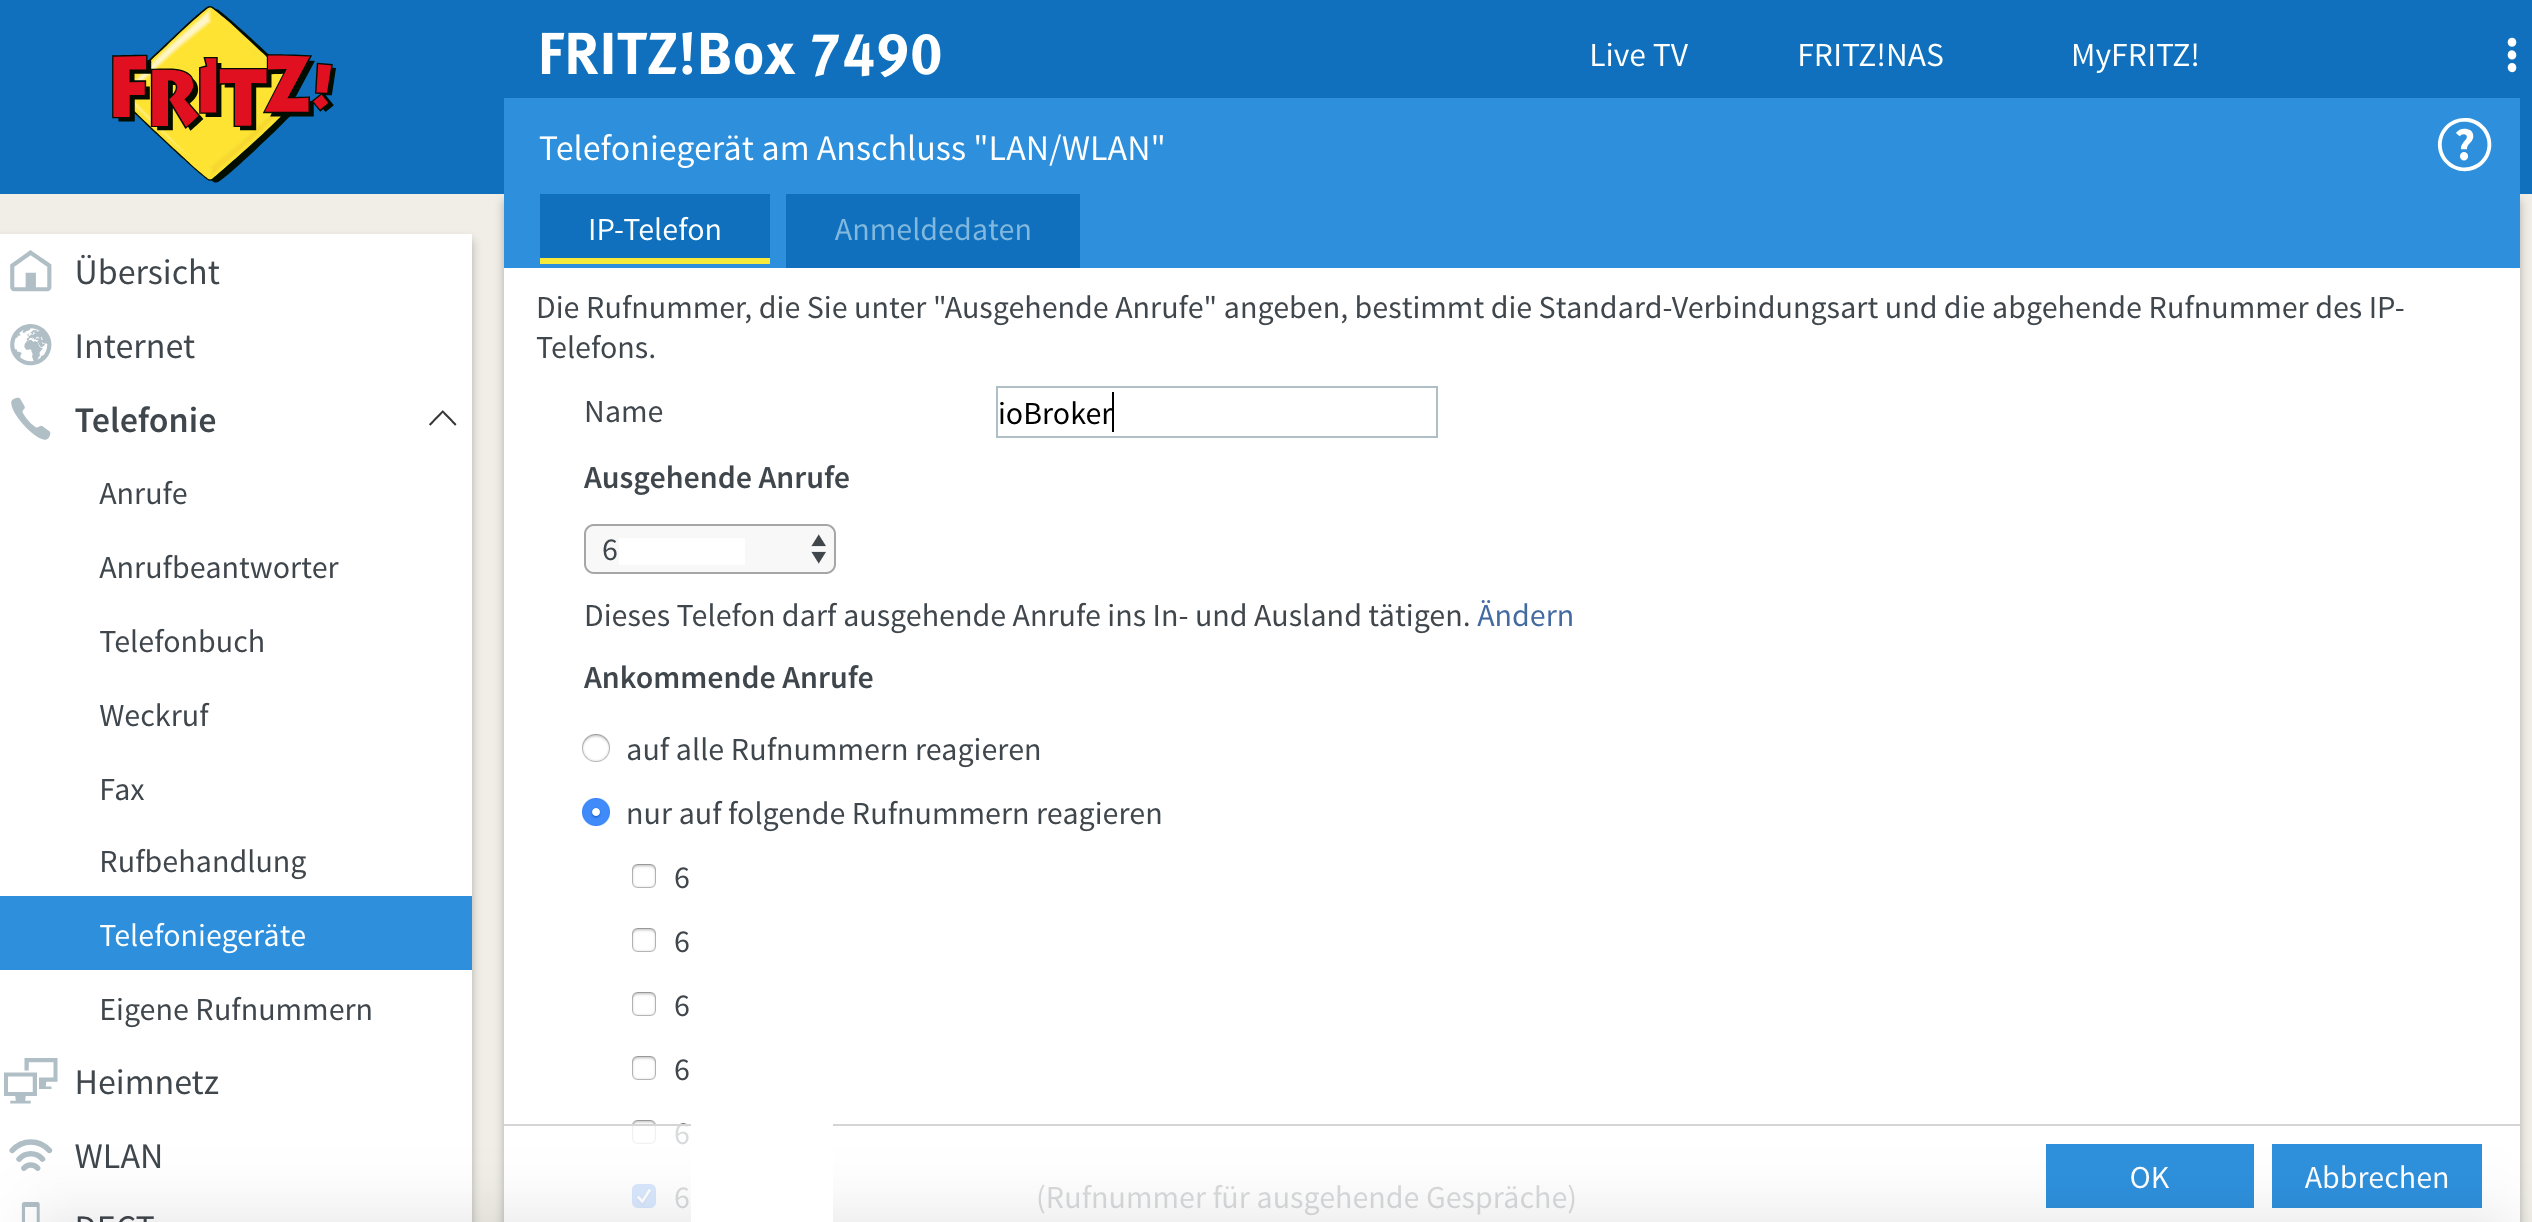 FRITZ!
FRITZ!Box 7490
Live TV
FRITZ!NAS
MyFRITZ!
Telefoniegerät am Anschluss "LAN/WLAN"
?
IP-Telefon
Anmeldedaten
Übersicht
Internet
Telefonie
Anrufe
Anrufbeantworter
Telefonbuch
Weckruf
Fax
Rufbehandlung
Telefoniegeräte
Eigene Rufnummern
Heimnetz
WLAN
DECT
Die Rufnummer, die Sie unter "Ausgehende Anrufe" angeben, bestimmt die Standard-Verbindungsart und die abgehende Rufnummer des IP-
Telefons.
Name
ioBroker
Ausgehende Anrufe
6
Dieses Telefon darf ausgehende Anrufe ins In- und Ausland tätigen. Ändern
Ankommende Anrufe
auf alle Rufnummern reagieren
nur auf folgende Rufnummern reagieren
6
6
6
6
6
6
(Rufnummer für ausgehende Gespräche)
OK
Abbrechen